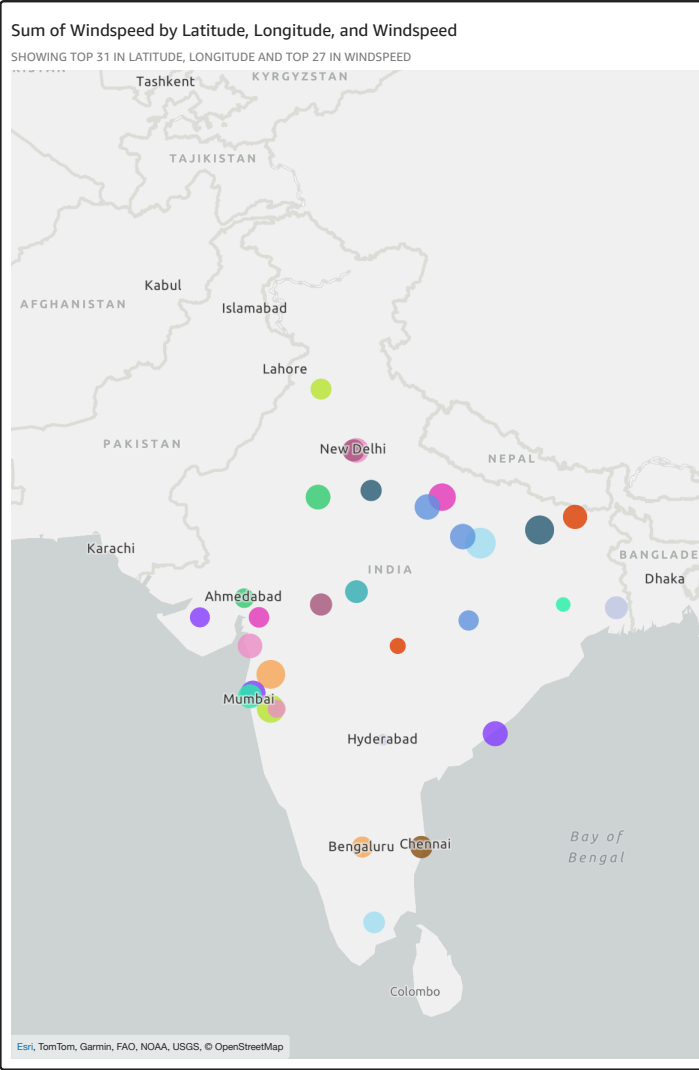 Sum of Windspeed by Latitude, Longitude, and Windspeed
SHOWING TOP 31 IN LATITUDE, LONGITUDE AND TOP 27 IN WINDSPEED
Tashkent
KYRGYZSTAN
TAJIKISTAN
Kabul
AFGHANISTAN
Islamabad
Lahore
PAKISTAN
New Delhi
NEPAL
Karachi
BANGLADE
INDIA
Dhaka
Ahmedabad
Mumbai
Hyderabad
Bengaluru
Chennai
Bay of
Bengal
Colombo
Esri, TomTom, Garmin, FAO, NOAA, USGS, © OpenStreetMap